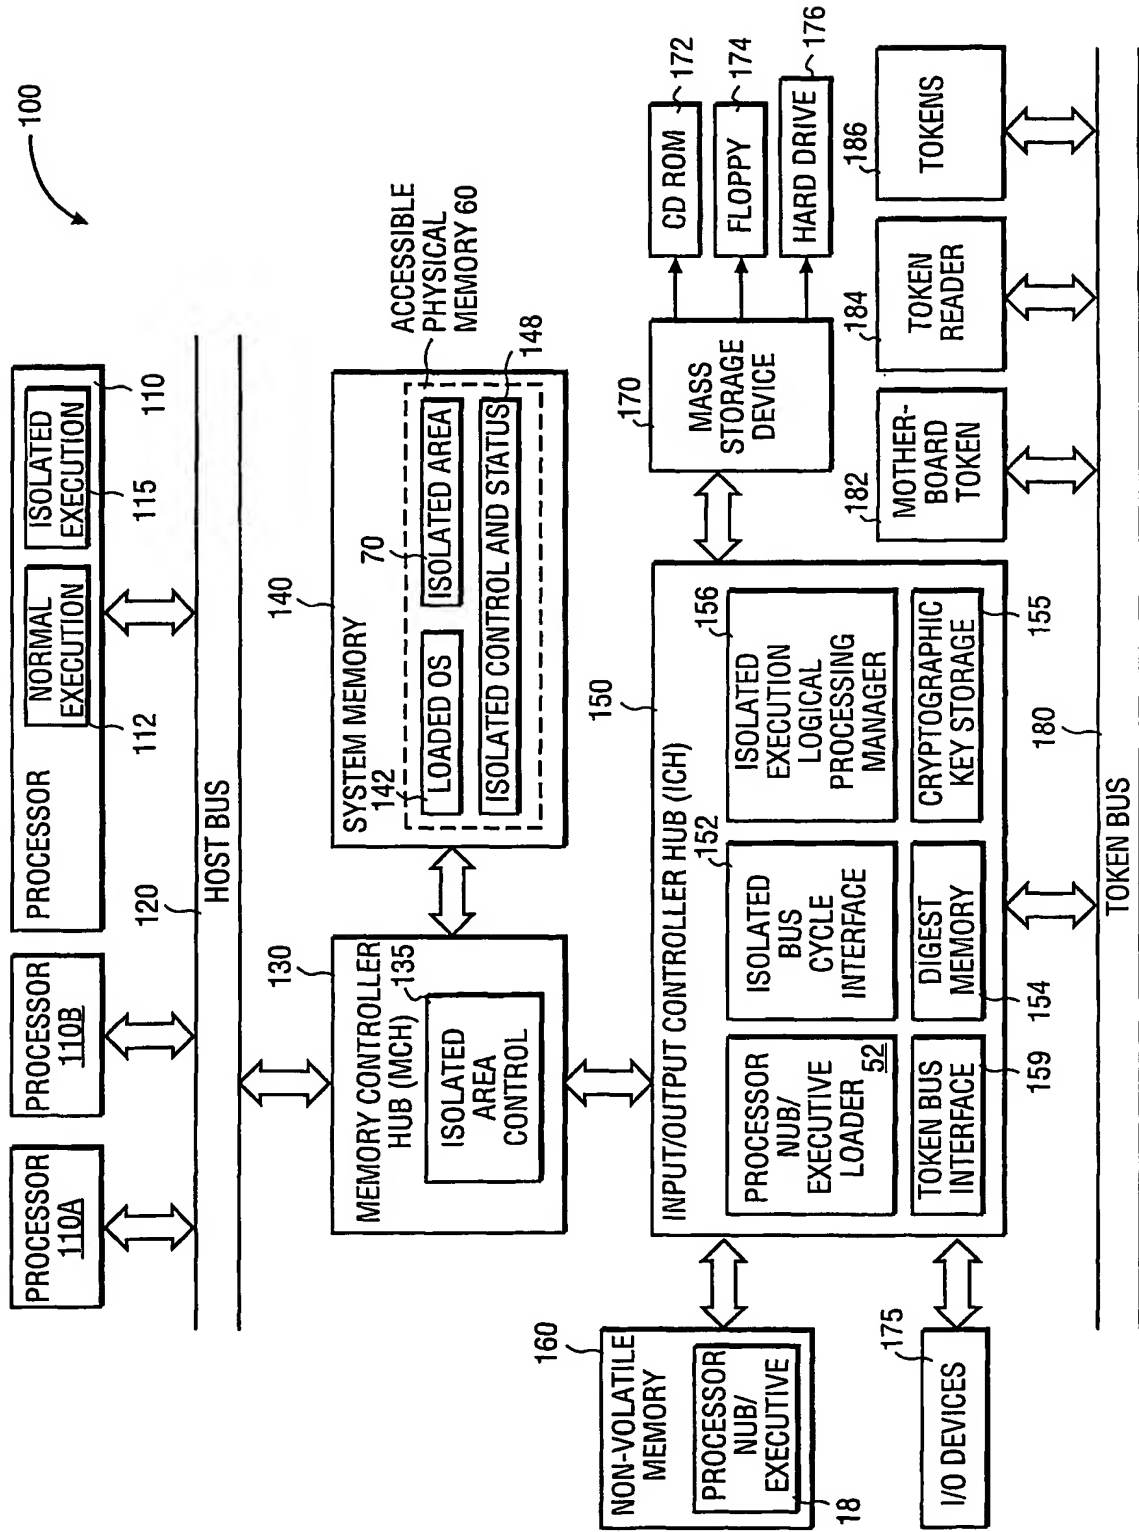 100
PROCESSOR
110A
PROCESSOR
110B
PROCESSOR
NORMAL
EXECUTION
112
ISOLATED
EXECUTION
115
110
120
HOST BUS
130
MEMORY CONTROLLER
HUB (MCH)
135
ISOLATED
AREA
CONTROL
140
SYSTEM MEMORY
142
LOADED OS
70
ISOLATED AREA
ISOLATED CONTROL AND STATUS
148
ACCESSIBLE
PHYSICAL
MEMORY 60
160
NON-VOLATILE
MEMORY
PROCESSOR
NUB/
EXECUTIVE
18
175
I/O DEVICES
150
INPUT/OUTPUT CONTROLLER HUB (ICH)
PROCESSOR
NUB/
EXECUTIVE
LOADER
52
152
ISOLATED
BUS
CYCLE
INTERFACE
156
ISOLATED
EXECUTION
LOGICAL
PROCESSING
MANAGER
TOKEN BUS
INTERFACE
159
DIGEST
MEMORY
154
CRYPTOGRAPHIC
KEY STORAGE
155
170
MASS
STORAGE
DEVICE
CD ROM
172
FLOPPY
174
HARD DRIVE
176
182
MOTHER-
BOARD
TOKEN
184
TOKEN
READER
186
TOKENS
180
TOKEN BUS